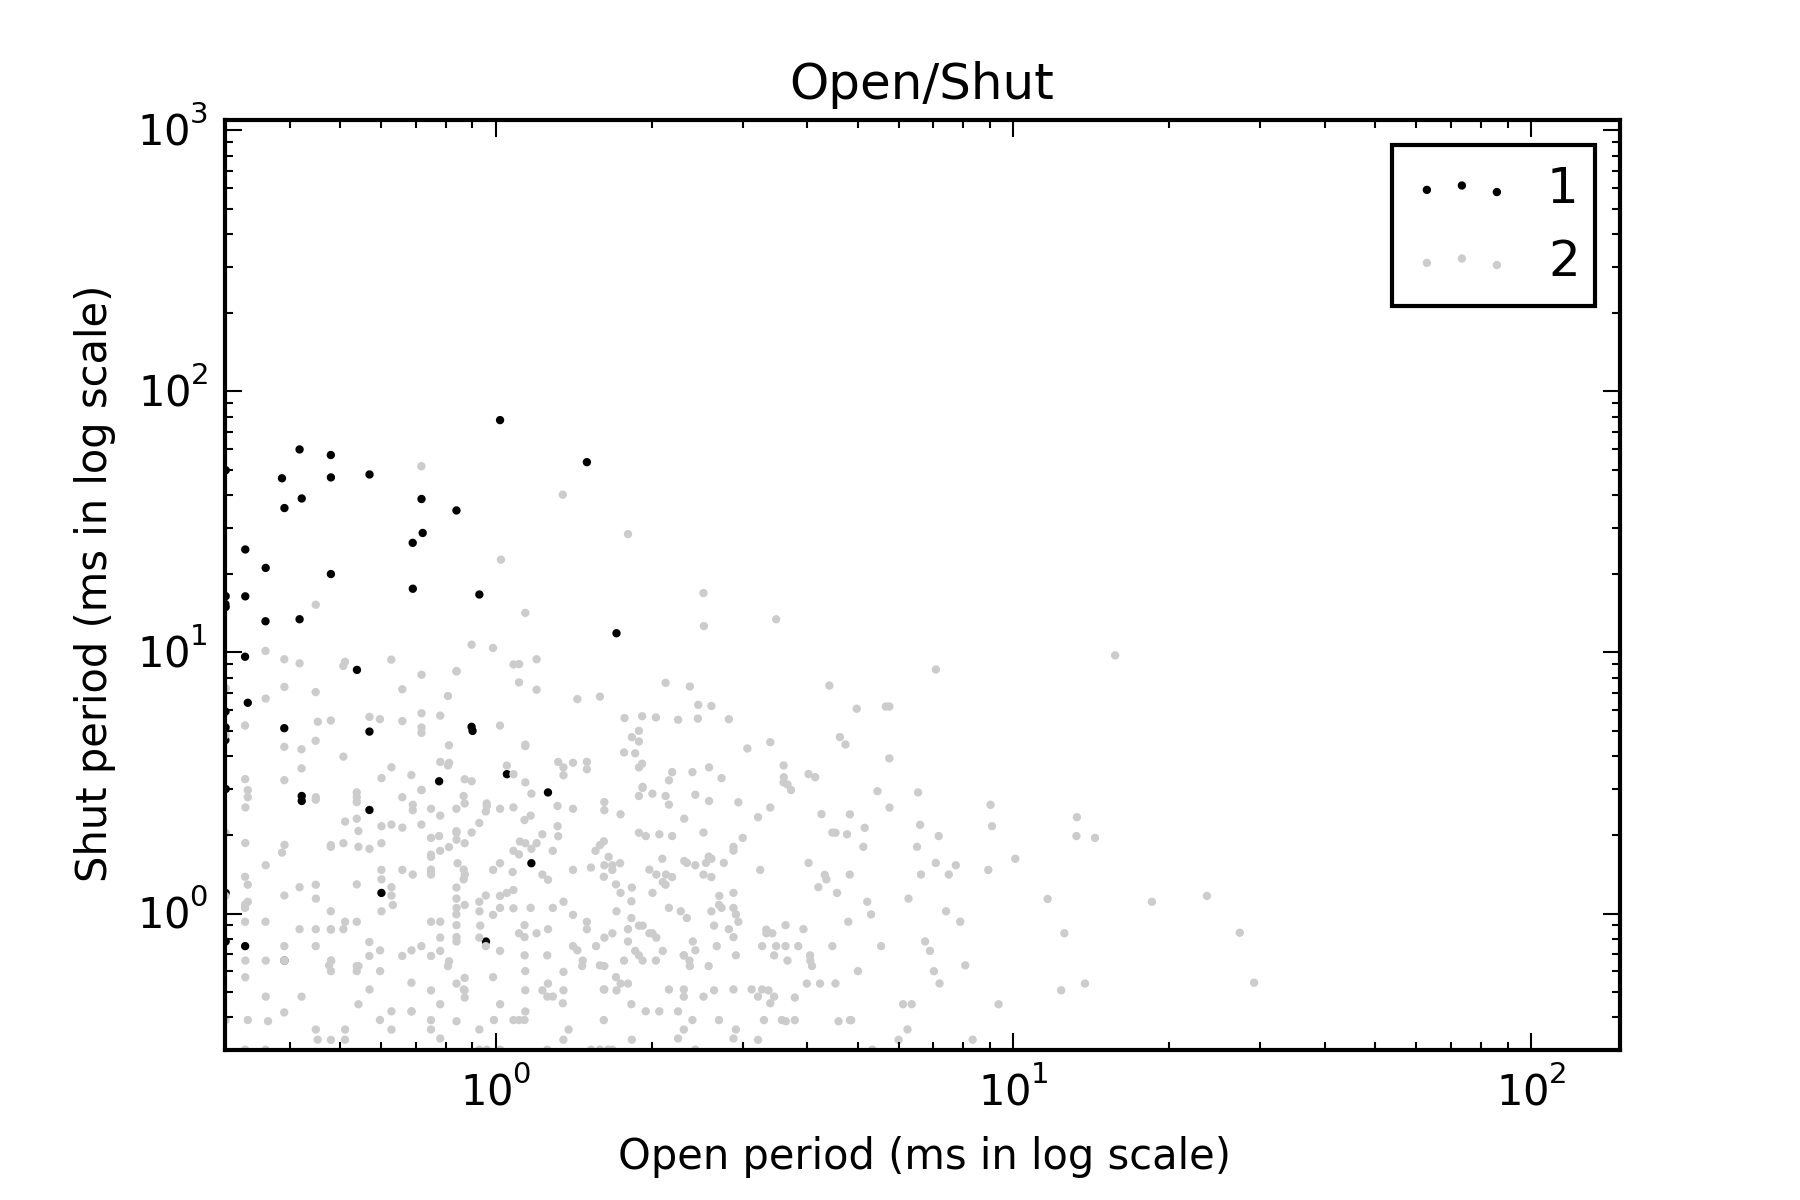 Open/Shut
10³
10²
10¹
10⁰
Shut period (ms in log scale)
1
2
10⁰ 10¹ 10²
Open period (ms in log scale)